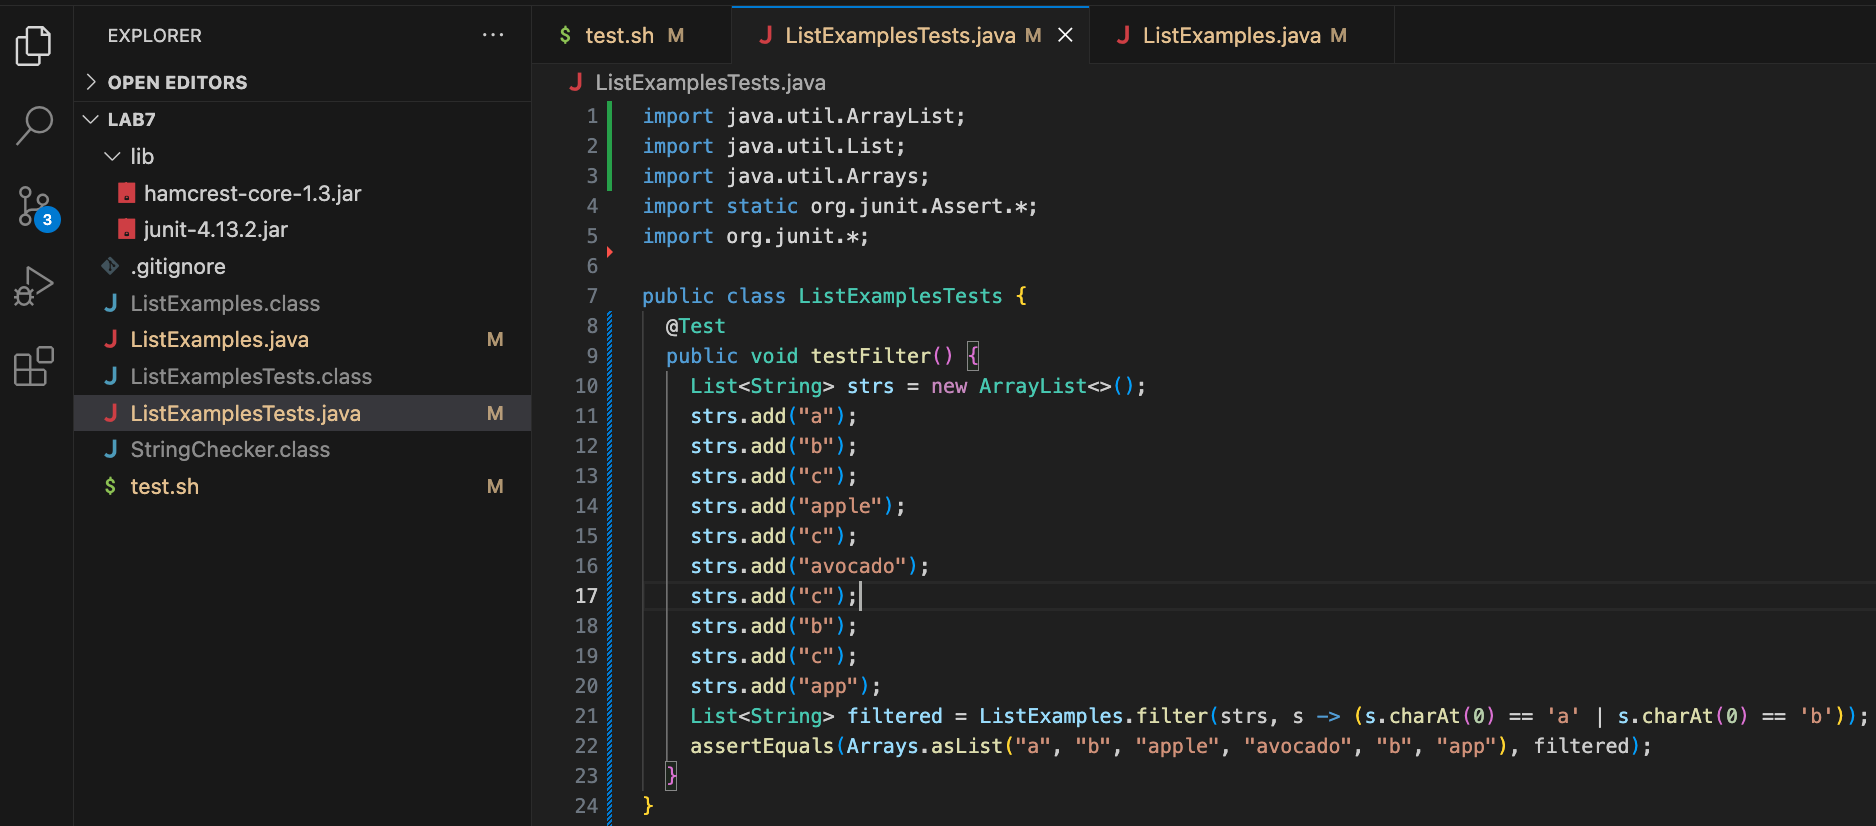 EXPLORER ...
OPEN EDITORS
LAB7
lib
hamcrest-core-1.3.jar
junit-4.13.2.jar
.gitignore
ListExamples.class
ListExamples.java M
ListExamplesTests.class
ListExamplesTests.java M
StringChecker.class
$ test.sh M
3
$ test.sh M
ListExamplesTests.java M
ListExamples.java M
ListExamplesTests.java
1 import java.util.ArrayList;
2 import java.util.List;
3 import java.util.Arrays;
4 import static org.junit.Assert.*;
5 import org.junit.*;
6
7 public class ListExamplesTests {
8 @Test
9 public void testFilter() {
10 List<String> strs = new ArrayList<>();
11 strs.add("a");
12 strs.add("b");
13 strs.add("c");
14 strs.add("apple");
15 strs.add("c");
16 strs.add("avocado");
17 strs.add("c");
18 strs.add("b");
19 strs.add("c");
20 strs.add("app");
21 List<String> filtered = ListExamples.filter(strs, s -> (s.charAt(0) == 'a' | s.charAt(0) == 'b'));
22 assertEquals(Arrays.asList("a", "b", "apple", "avocado", "b", "app"), filtered);
23 }
24 }